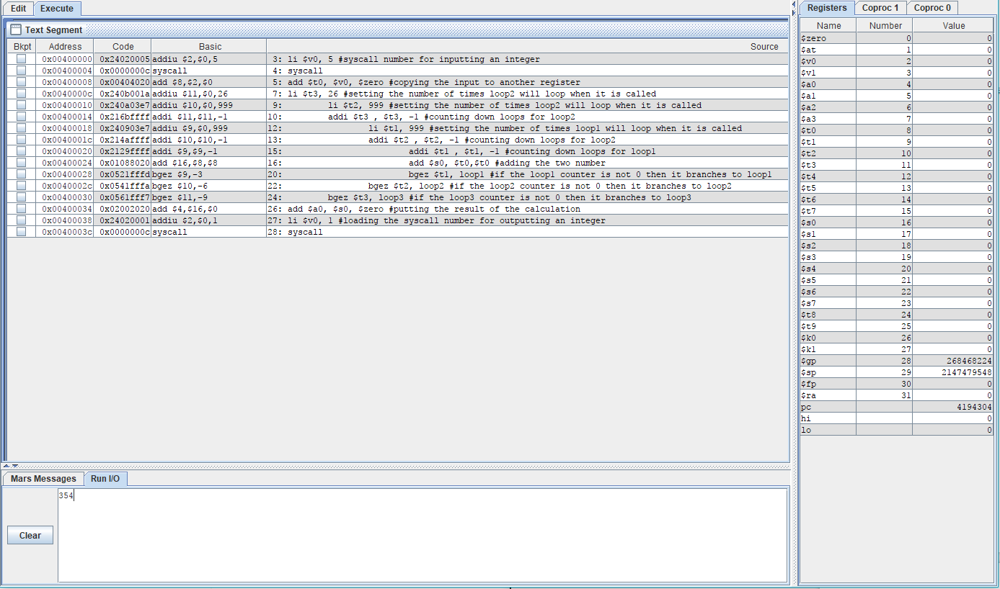 Edit Execute
Text Segment
Bkpt Address Code Basic Source
0x00400000 0x24020005 addiu $2,$0,5 3: li $v0, 5 #syscall number for inputting an integer
0x00400004 0x0000000c syscall 4: syscall
0x00400008 0x00404020 add $8,$2,$0 5: add $t0, $v0, $zero #copying the input to another register
0x0040000c 0x240b001a addiu $11,$0,26 7: li $t3, 26 #setting the number of times loop2 will loop when it is called
0x00400010 0x240a03e7 addiu $10,$0,999 9: li $t2, 999 #setting the number of times loop2 will loop when it is called
0x00400014 0x216bffff addi $11,$11,-1 10: addi $t3 , $t3, -1 #counting down loops for loop2
0x00400018 0x240903e7 addiu $9,$0,999 12: li $t1, 999 #setting the number of times loop1 will loop when it is called
0x0040001c 0x214affff addi $10,$10,-1 13: addi $t2 , $t2, -1 #counting down loops for loop2
0x00400020 0x2129ffff addi $9,$9,-1 15: addi $t1 , $t1, -1 #counting down loops for loop1
0x00400024 0x01088020 add $16,$8,$8 16: add $s0, $t0,$t0 #adding the two number
0x00400028 0x0521fffd bgez $9,-3 20: bgez $t1, loop1 #if the loop1 counter is not 0 then it branches to loop1
0x0040002c 0x0541fffa bgez $10,-6 22: bgez $t2, loop2 #if the loop2 counter is not 0 then it branches to loop2
0x00400030 0x0561fff7 bgez $11,-9 24: bgez $t3, loop3 #if the loop3 counter is not 0 then it branches to loop3
0x00400034 0x02002020 add $4,$16,$0 26: add $a0, $s0, $zero #putting the result of the calculation
0x00400038 0x24020001 addiu $2,$0,1 27: li $v0, 1 #loading the syscall number for outputting an integer
0x0040003c 0x0000000c syscall 28: syscall
Mars Messages Run I/O
354
Clear
Registers Coproc 1 Coproc 0
Name Number Value
$zero 0 0
$at 1 0
$v0 2 0
$v1 3 0
$a0 4 0
$a1 5 0
$a2 6 0
$a3 7 0
$t0 8 0
$t1 9 0
$t2 10 0
$t3 11 0
$t4 12 0
$t5 13 0
$t6 14 0
$t7 15 0
$s0 16 0
$s1 17 0
$s2 18 0
$s3 19 0
$s4 20 0
$s5 21 0
$s6 22 0
$s7 23 0
$t8 24 0
$t9 25 0
$k0 26 0
$k1 27 0
$gp 28 268468224
$sp 29 2147479548
$fp 30 0
$ra 31 0
pc 4194304
hi 0
lo 0